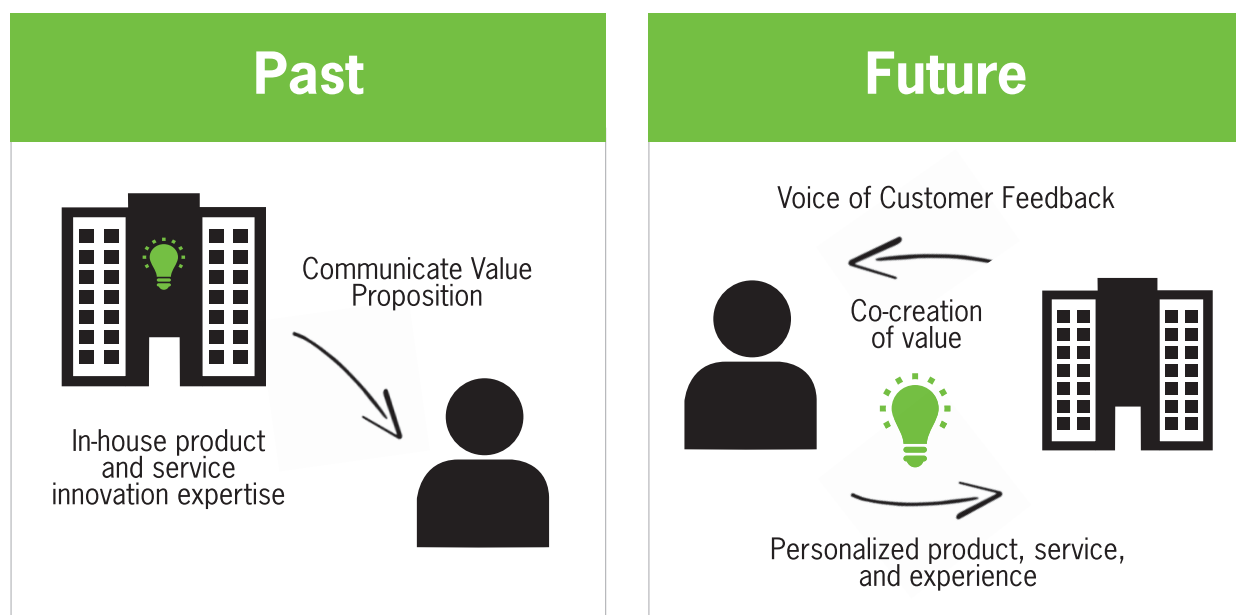 Past
Communicate Value
Proposition
In-house product
and service
innovation expertise
Future
Voice of Customer Feedback
Co-creation
of value
Personalized product, service,
and experience